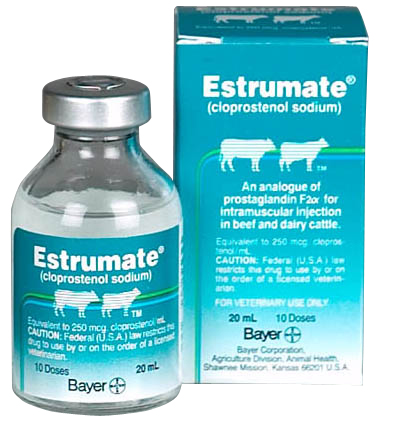 Estrumate®
(cloprostenol sodium)
TM
Equivalent to 250 mcg. cloprostenol/mL
CAUTION: Federal (U.S.A.) law restricts this
drug to use by or on the order of a licensed
veterinarian.
10 Doses 20 mL
Bayer
BAYER
Estrumate®
(cloprostenol sodium)
TM
An analogue of
prostaglandin F2α for
intramuscular injection
in beef and dairy cattle.
Equivalent to 250 mcg. clopros-
tenol/mL
CAUTION: Federal (U.S.A.) law
restricts this drug to use by or on
the order of a licensed veterin-
arian.
FOR VETERINARY USE ONLY
20 mL 10 Doses
Bayer
BAYER
Bayer Corporation,
Agriculture Division, Animal Health,
Shawnee Mission, Kansas 66201 U.S.A.